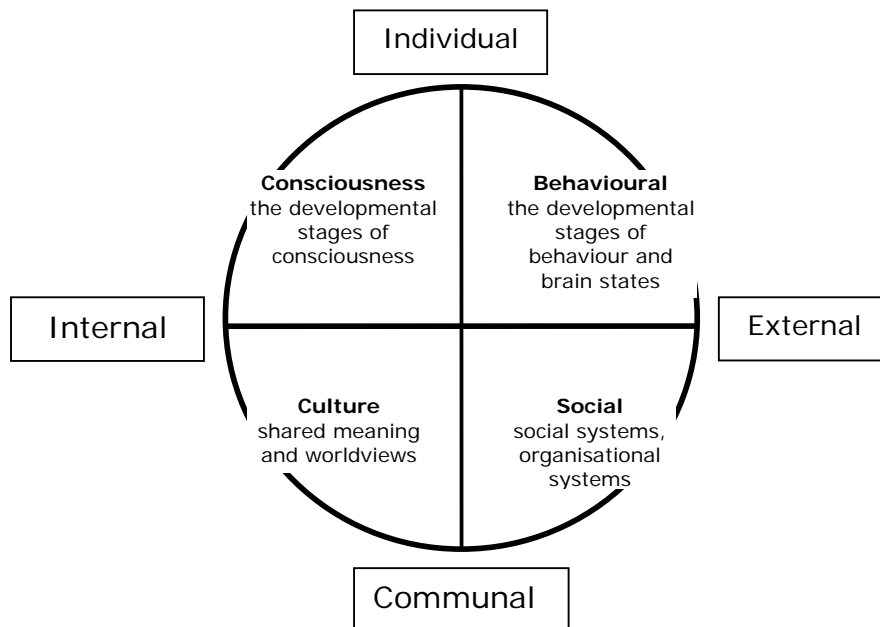 Individual
Consciousness
the developmental
stages of
consciousness
Behavioural
the developmental
stages of
behaviour and
brain states
Internal
External
Culture
shared meaning
and worldviews
Social
social systems,
organisational
systems
Communal